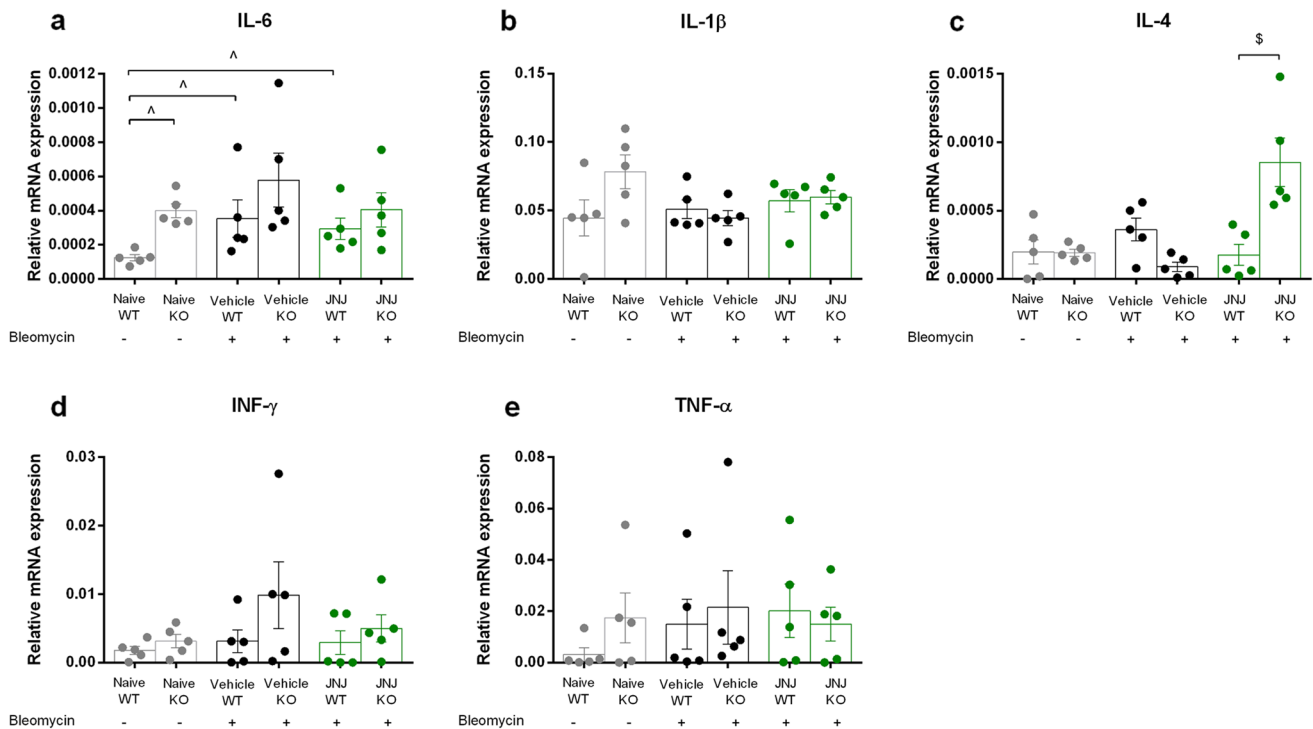 a IL-6
^
^
^
Relative mRNA expression
0.0012
0.0010
0.0008
0.0006
0.0004
0.0002
0.0000
Naive WT Naive KO Vehicle WT Vehicle KO JNJ WT JNJ KO
Bleomycin - - + + + +
b IL-1β
Relative mRNA expression
0.15
0.10
0.05
0.00
Naive WT Naive KO Vehicle WT Vehicle KO JNJ WT JNJ KO
Bleomycin - - + + + +
c IL-4
$
Relative mRNA expression
0.0015
0.0010
0.0005
0.0000
Naive WT Naive KO Vehicle WT Vehicle KO JNJ WT JNJ KO
Bleomycin - - + + + +
d INF-γ
Relative mRNA expression
0.03
0.02
0.01
0.00
Naive WT Naive KO Vehicle WT Vehicle KO JNJ WT JNJ KO
Bleomycin - - + + + +
e TNF-α
Relative mRNA expression
0.08
0.06
0.04
0.02
0.00
Naive WT Naive KO Vehicle WT Vehicle KO JNJ WT JNJ KO
Bleomycin - - + + + +